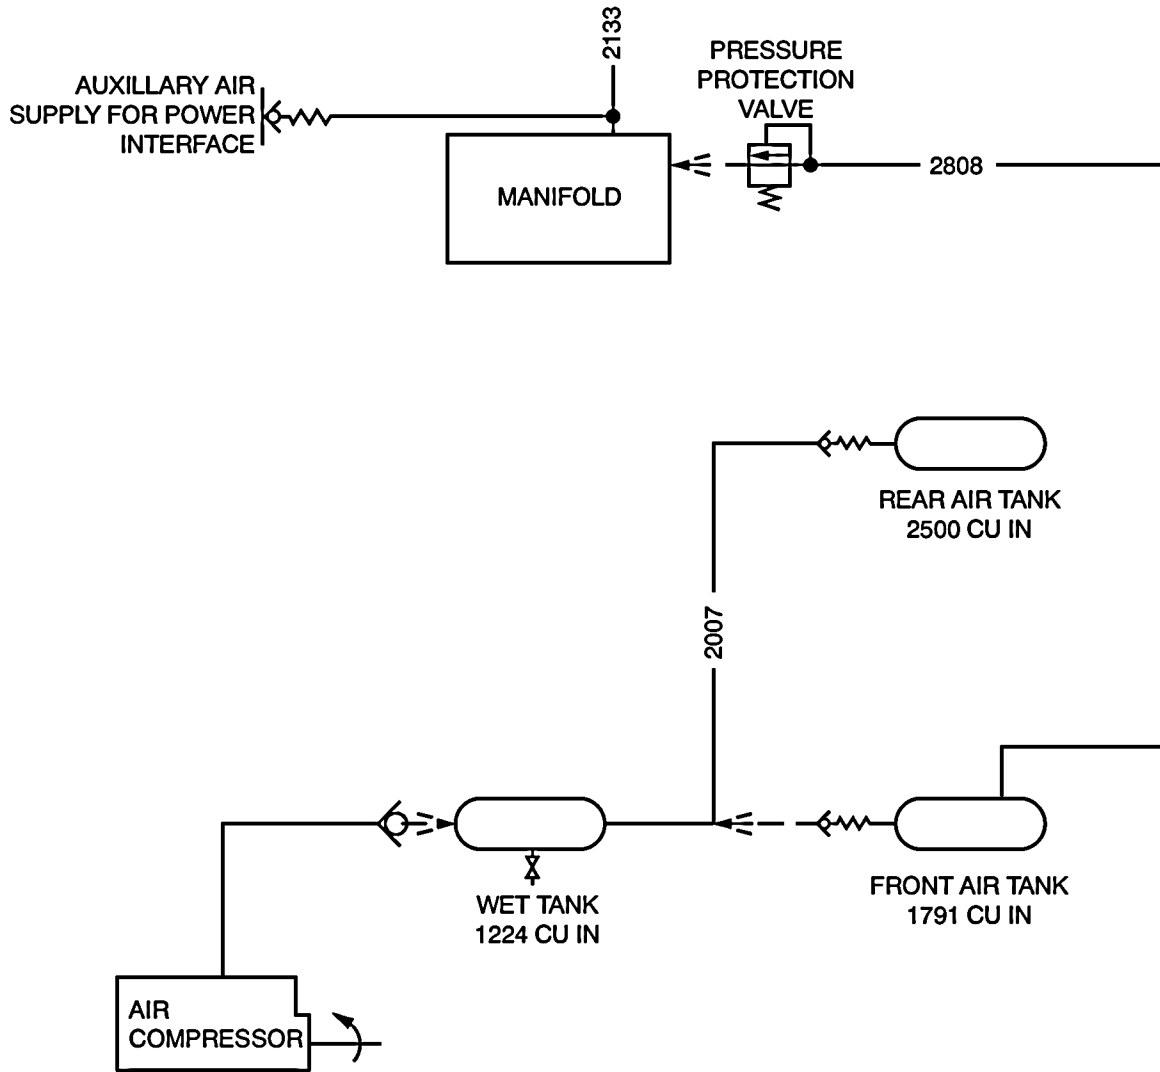 2133
PRESSURE
PROTECTION
VALVE
AUXILLARY AIR
SUPPLY FOR POWER
INTERFACE
2808
MANIFOLD
REAR AIR TANK
2500 CU IN
2007
FRONT AIR TANK
1791 CU IN
WET TANK
1224 CU IN
AIR
COMPRESSOR